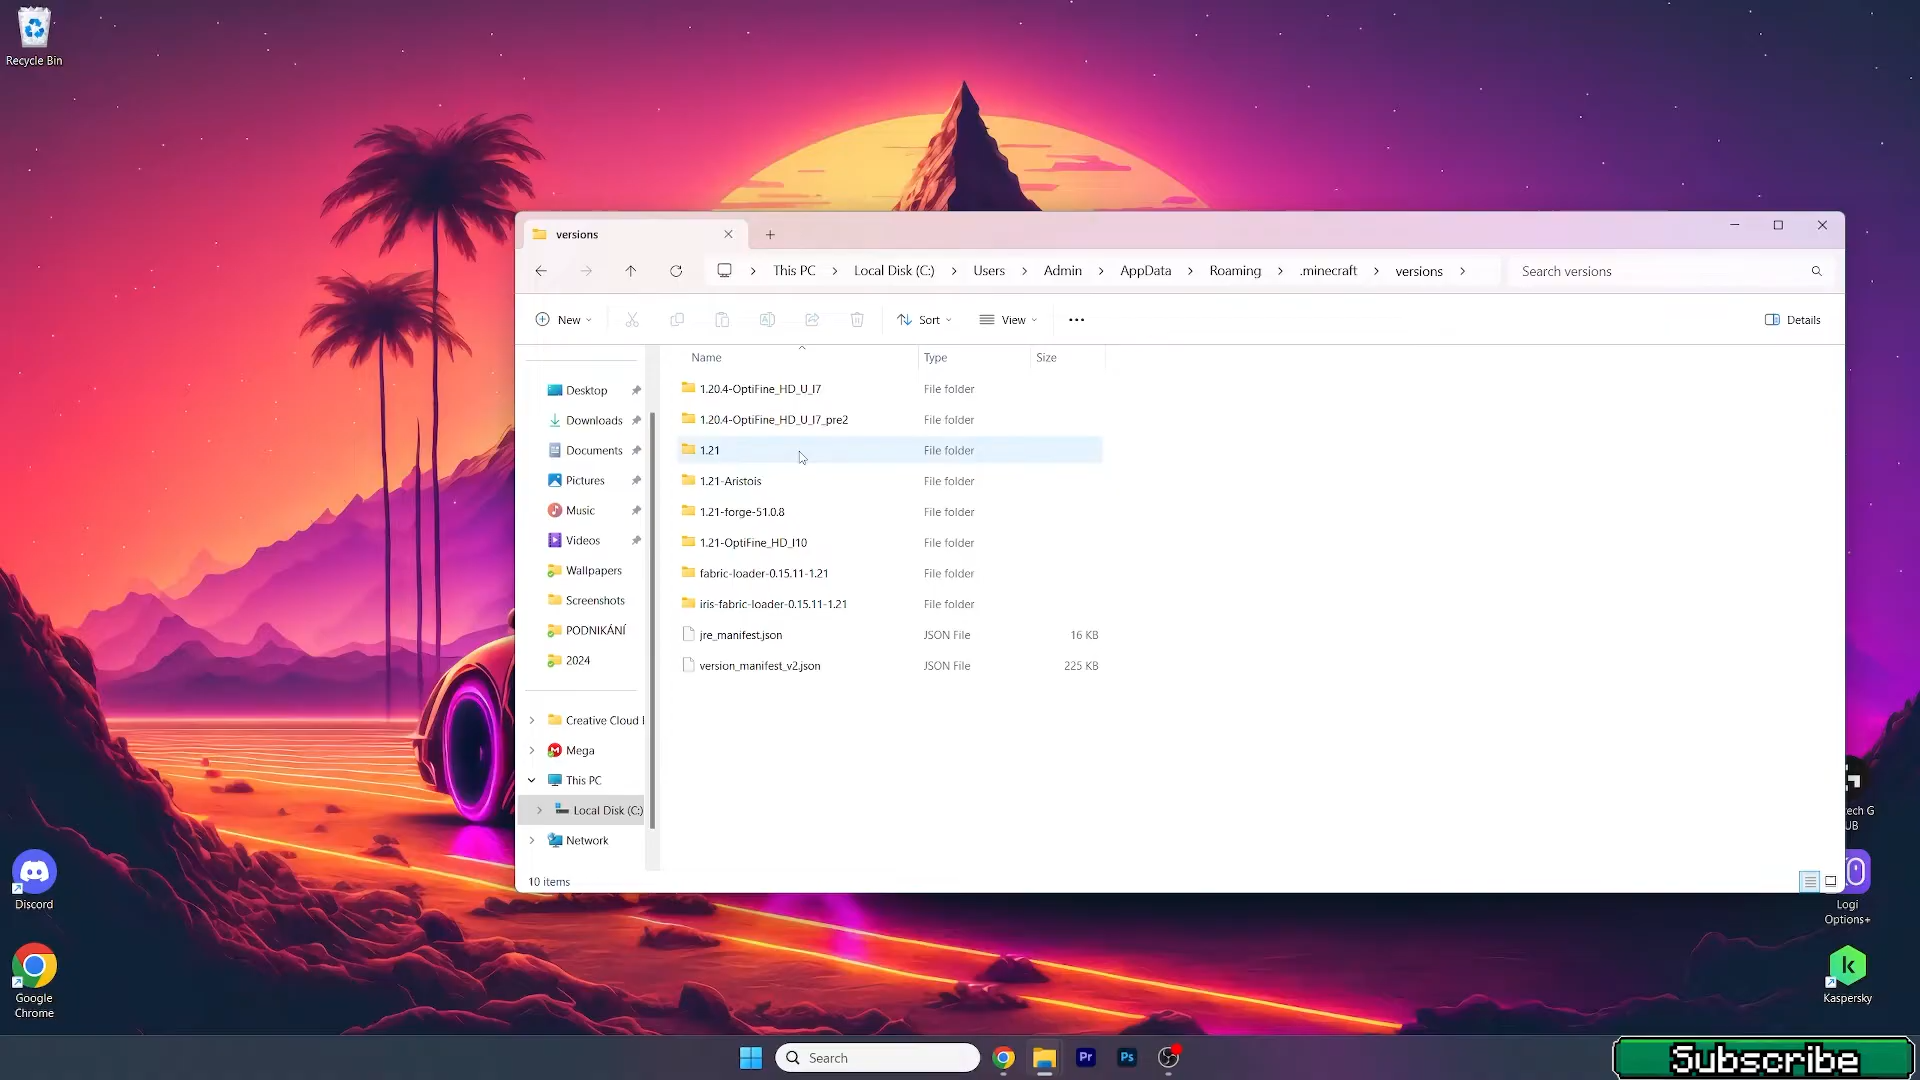 Recycle Bin
versions
This PC
Local Disk (C:)
Users
Admin
AppData
Roaming
.minecraft
versions
Search versions
New
Sort
View
Details
Name
Type
Size
Desktop
Downloads
Documents
Pictures
Music
Videos
Wallpapers
Screenshots
PODNIKÁNÍ
2024
Creative Cloud
Mega
This PC
Local Disk (C:)
Network
1.20.4-OptiFine_HD_U_I7 File folder
1.20.4-OptiFine_HD_U_I7_pre2 File folder
1.21 File folder
1.21-Aristois File folder
1.21-forge-51.0.8 File folder
1.21-OptiFine_HD_I10 File folder
fabric-loader-0.15.11-1.21 File folder
iris-fabric-loader-0.15.11-1.21 File folder
jre_manifest.json JSON File 16 KB
version_manifest_v2.json JSON File 225 KB
10 items
Discord
Google
Chrome
ech G
UB
Logi
Options+
Kaspersky
Search
Pr
Ps
Subscribe